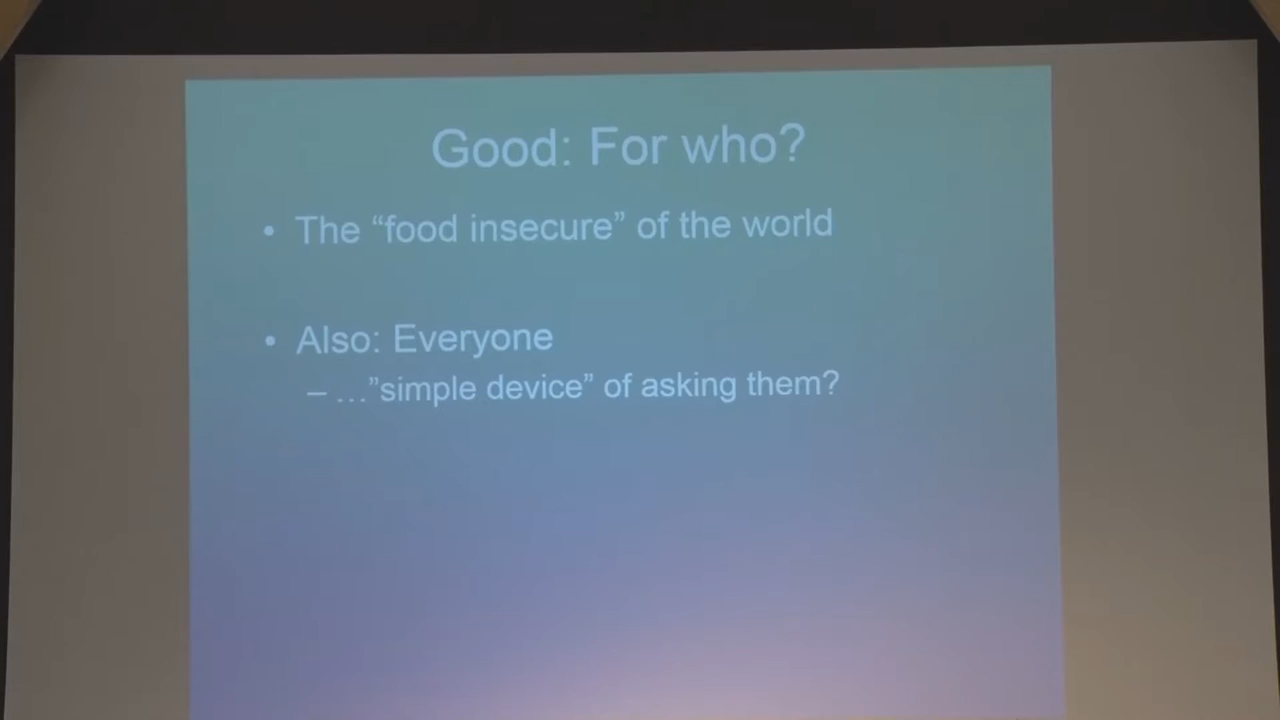 Good: For who?
• The “food insecure” of the world
• Also: Everyone
– …”simple device” of asking them?